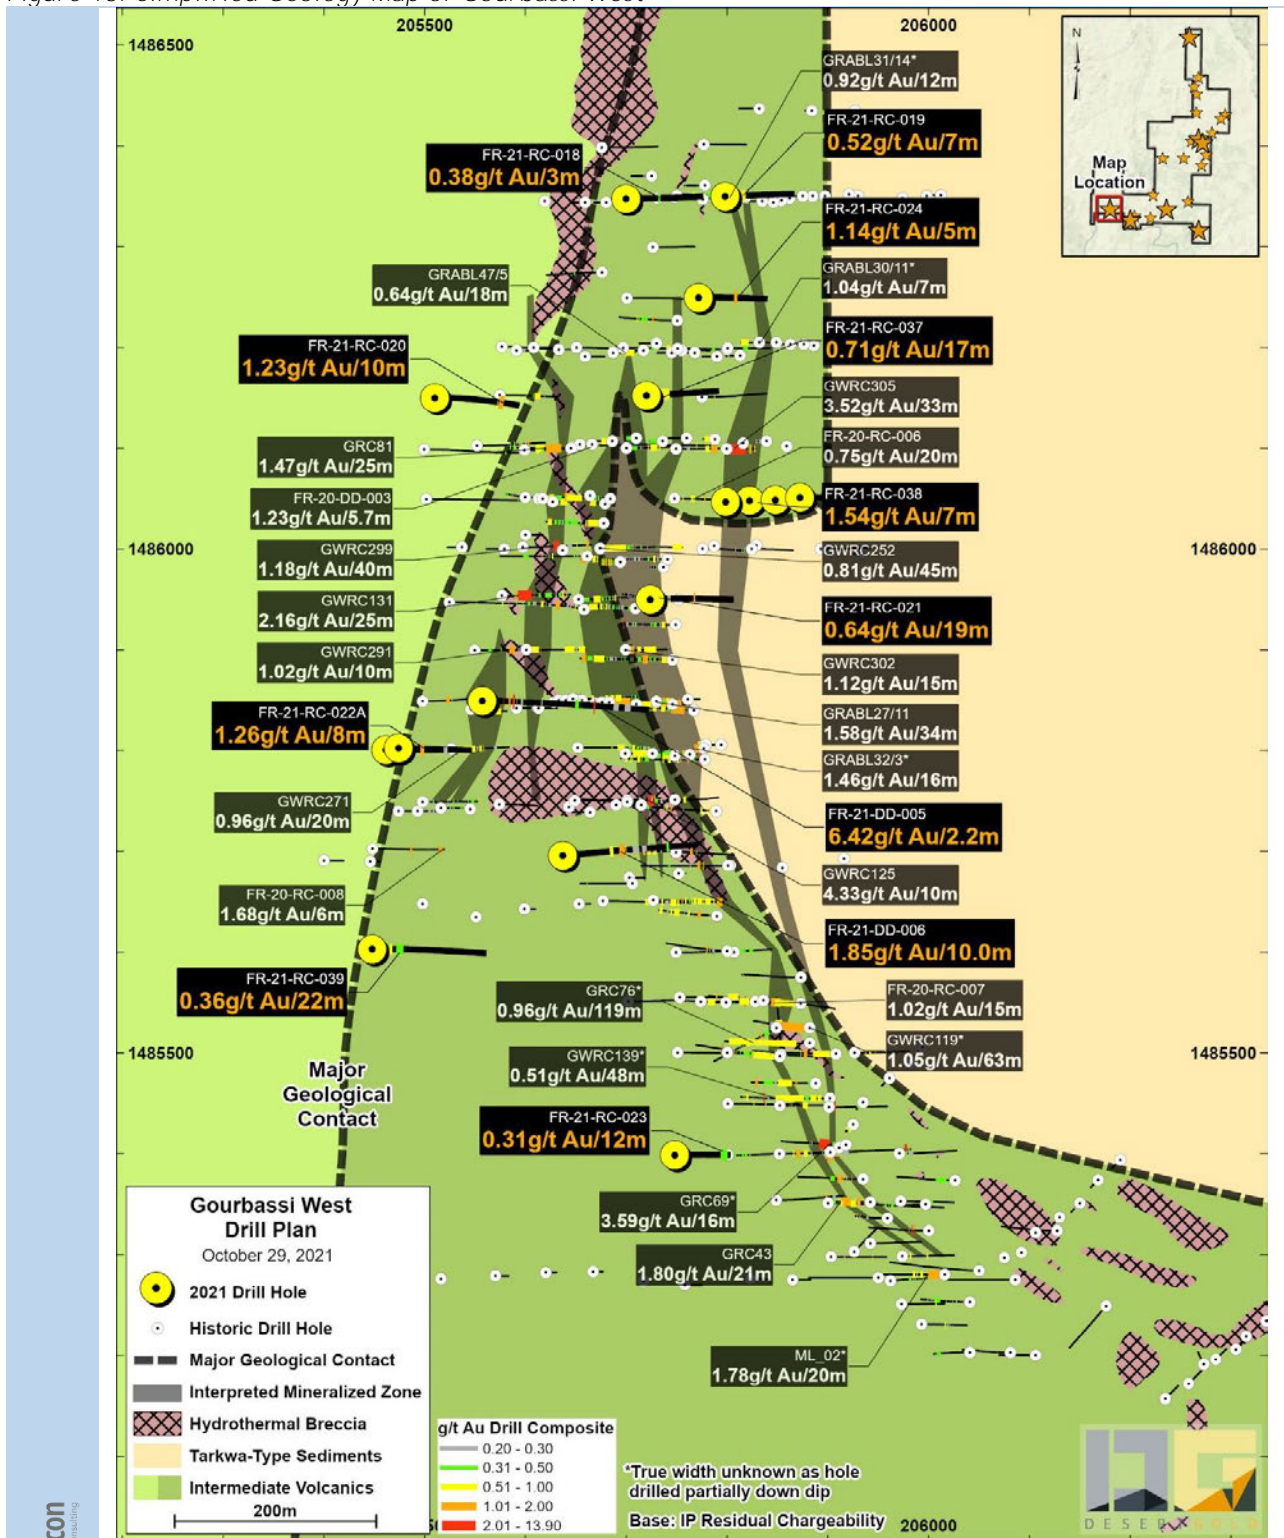 Figure 10: Simplified Geology Map of Gourbassi West
205500
206000
1486500
GRABL31/14*
0.92g/t Au/12m
FR-21-RC-019
0.52g/t Au/7m
FR-21-RC-018
0.38g/t Au/3m
N
Map
Location
FR-21-RC-024
1.14g/t Au/5m
GRABL47/5
0.64g/t Au/18m
GRABL30/11*
1.04g/t Au/7m
FR-21-RC-037
0.71g/t Au/17m
FR-21-RC-020
1.23g/t Au/10m
GWRC305
3.52g/t Au/33m
GRC81
1.47g/t Au/25m
FR-20-RC-006
0.75g/t Au/20m
FR-20-DD-003
1.23g/t Au/5.7m
FR-21-RC-038
1.54g/t Au/7m
GWRC299
1.18g/t Au/40m
GWRC252
0.81g/t Au/45m
1486000
1486000
GWRC131
2.16g/t Au/25m
FR-21-RC-021
0.64g/t Au/19m
GWRC291
1.02g/t Au/10m
GWRC302
1.12g/t Au/15m
FR-21-RC-022A
1.26g/t Au/8m
GRABL27/11
1.58g/t Au/34m
GRABL32/3*
1.46g/t Au/16m
GWRC271
0.96g/t Au/20m
FR-21-DD-005
6.42g/t Au/2.2m
GWRC125
4.33g/t Au/10m
FR-20-RC-008
1.68g/t Au/6m
FR-21-DD-006
1.85g/t Au/10.0m
FR-21-RC-039
0.36g/t Au/22m
GRC76*
0.96g/t Au/119m
FR-20-RC-007
1.02g/t Au/15m
GWRC119*
1.05g/t Au/63m
1485500
1485500
GWRC139*
0.51g/t Au/48m
Major
Geological
Contact
FR-21-RC-023
0.31g/t Au/12m
GRC69*
3.59g/t Au/16m
GRC43
1.80g/t Au/21m
ML_02*
1.78g/t Au/20m
Gourbassi West
Drill Plan
October 29, 2021
2021 Drill Hole
Historic Drill Hole
Major Geological Contact
Interpreted Mineralized Zone
Hydrothermal Breccia
Tarkwa-Type Sediments
Intermediate Volcanics
200m
g/t Au Drill Composite
0.20 - 0.30
0.31 - 0.50
0.51 - 1.00
1.01 - 2.00
2.01 - 13.90
*True width unknown as hole
drilled partially down dip
Base: IP Residual Chargeability
206000
DESERT GOLD